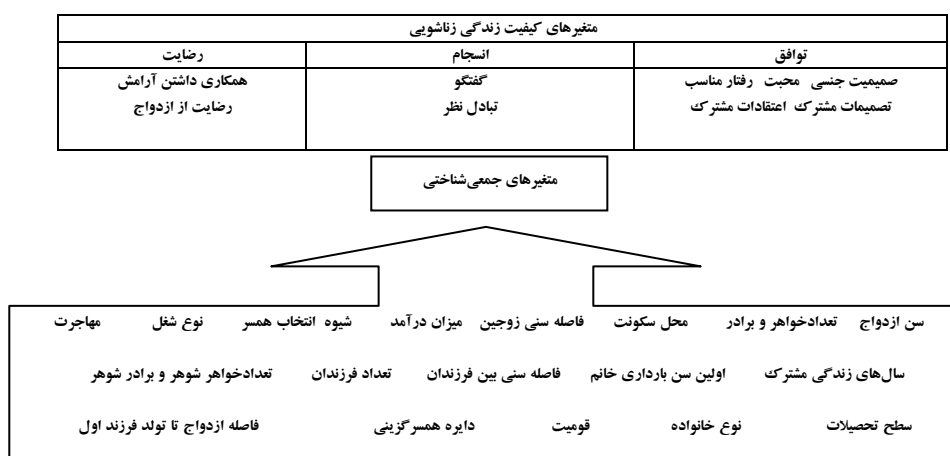 متغیرهای کیفیت زندگی زناشویی
توافق انسجام رضایت
صمیمیت جنسی محبت رفتار مناسب گفتگو همکاری داشتن آرامش
تصمیمات مشترک اعتقادات مشترک تبادل نظر رضایت از ازدواج
متغیرهای جمعی‌شناختی
سن ازدواج تعدادخواهر و برادر محل سکونت فاصله سنی زوجین میزان درآمد شیوه انتخاب همسر نوع شغل مهاجرت
سال‌های زندگی مشترک اولین سن بارداری خانم فاصله سنی بین فرزندان تعداد فرزندان تعدادخواهر شوهر و برادر شوهر
سطح تحصیلات نوع خانواده قومیت دایره همسرگزینی فاصله ازدواج تا تولد فرزند اول